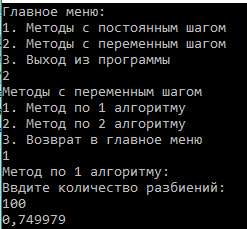 Главное меню:
1. Методы с постоянным шагом
2. Методы с переменным шагом
3. Выход из программы
2
Методы с переменным шагом
1. Метод по 1 алгоритму
2. Метод по 2 алгоритму
3. Возврат в главное меню
1
Метод по 1 алгоритму:
Ввдите количество разбиений:
100
0,749979